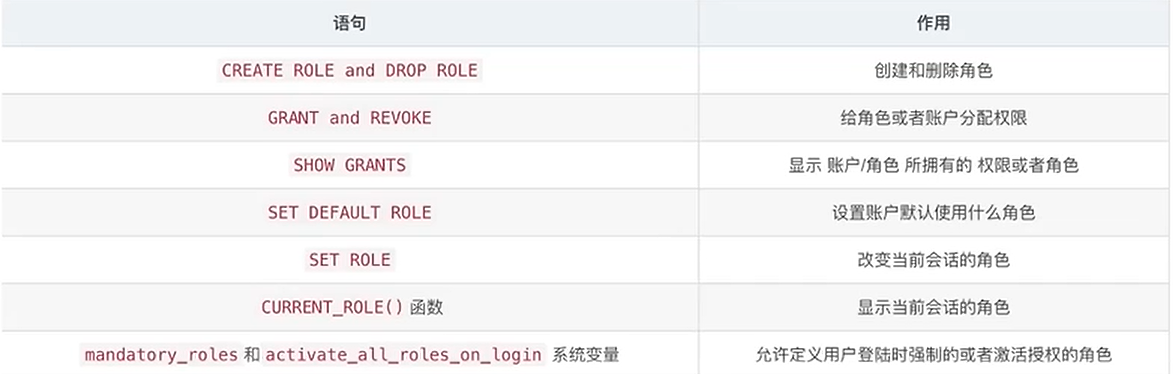 语句 作用
CREATE ROLE and DROP ROLE 创建和删除角色
GRANT and REVOKE 给角色或者账户分配权限
SHOW GRANTS 显示 账户/角色 所拥有的 权限或者角色
SET DEFAULT ROLE 设置账户默认使用什么角色
SET ROLE 改变当前会话的角色
CURRENT_ROLE() 函数 显示当前会话的角色
mandatory_roles 和 activate_all_roles_on_login 系统变量 允许定义用户登陆时强制的或者激活授权的角色